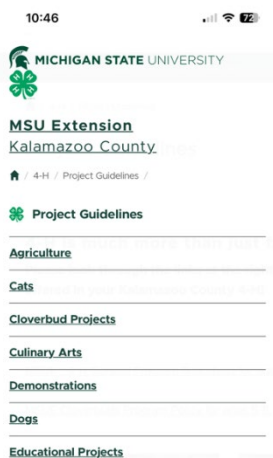 10:46
72
MICHIGAN STATE UNIVERSITY
MSU Extension
Kalamazoo County
/ 4-H / Project Guidelines /
Project Guidelines
Agriculture
Cats
Cloverbud Projects
Culinary Arts
Demonstrations
Dogs
Educational Projects